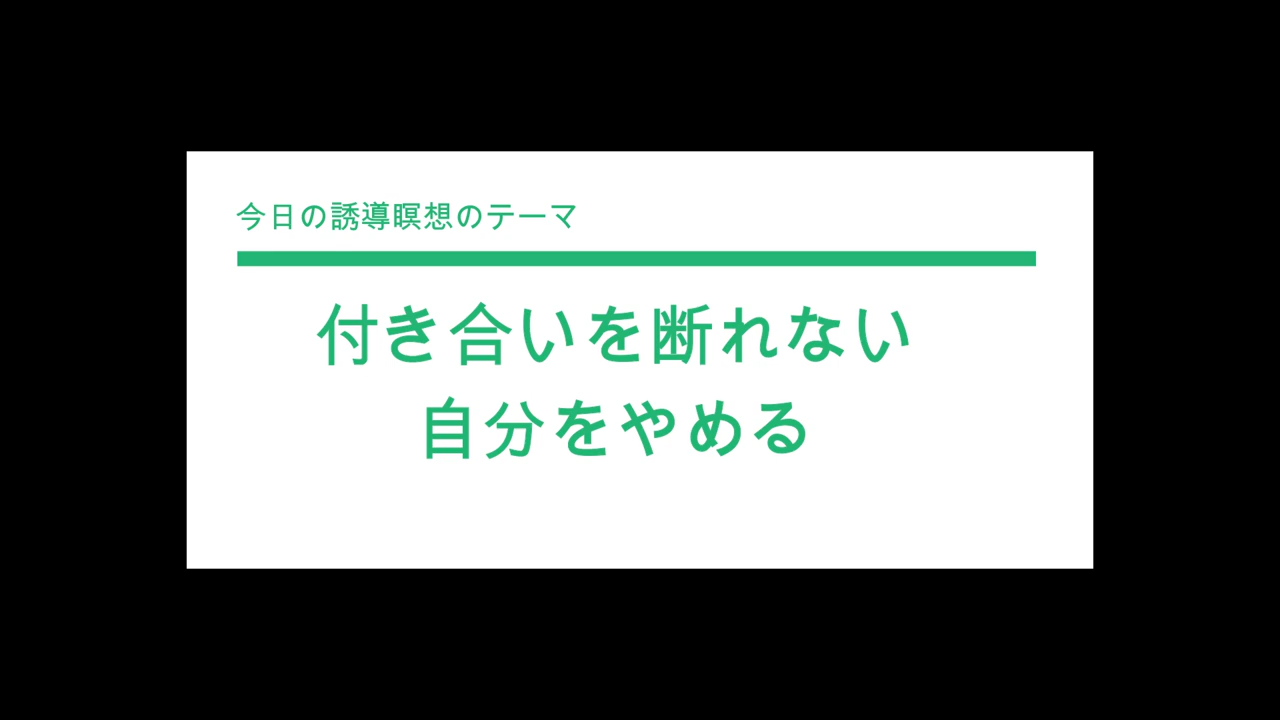 今日の誘導瞑想のテーマ
付き合いを断れない
自分をやめる